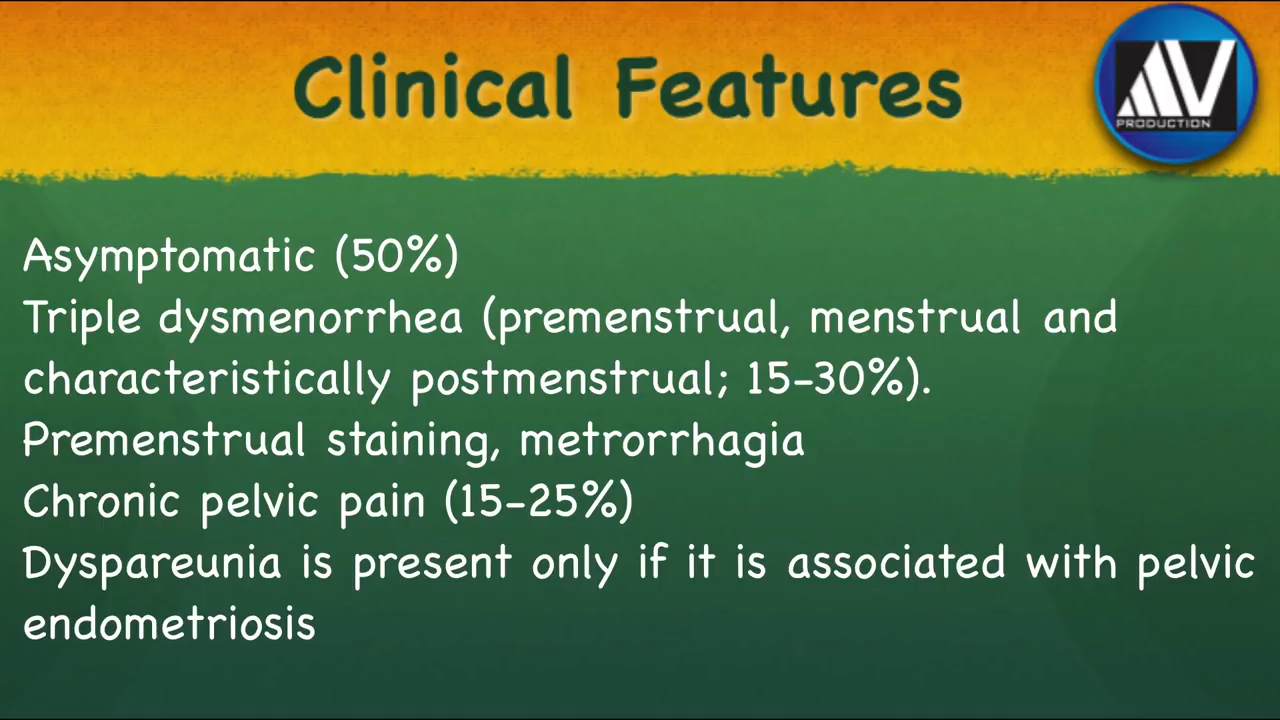 Clinical Features
AV
PRODUCTION
Asymptomatic (50%)
Triple dysmenorrhea (premenstrual, menstrual and
characteristically postmenstrual; 15-30%).
Premenstrual staining, metrorrhagia
Chronic pelvic pain (15-25%)
Dyspareunia is present only if it is associated with pelvic
endometriosis